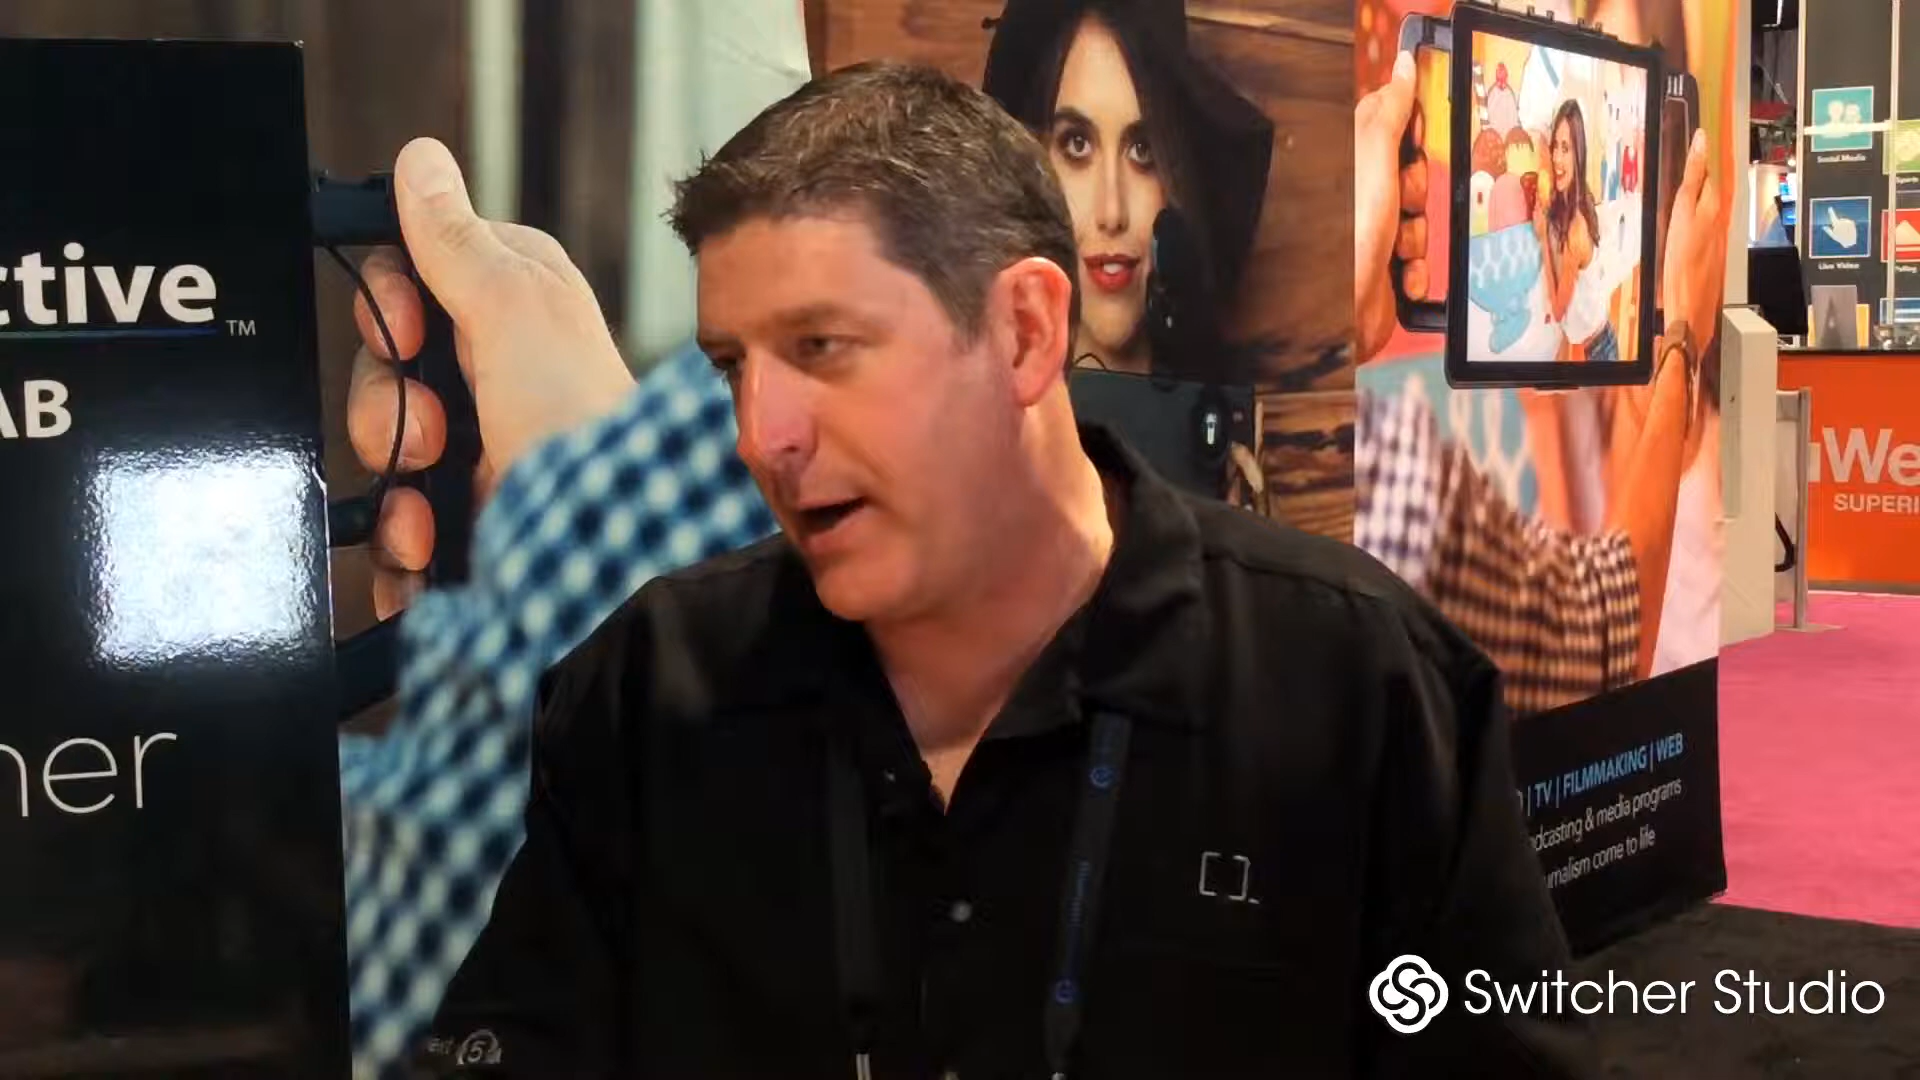 ctive
TM
AB
her
Social Media
Live Video
We
SUPERI
| TV | FILMMAKING | WEB
dcasting & media programs
urnalism come to life
5
Switcher Studio